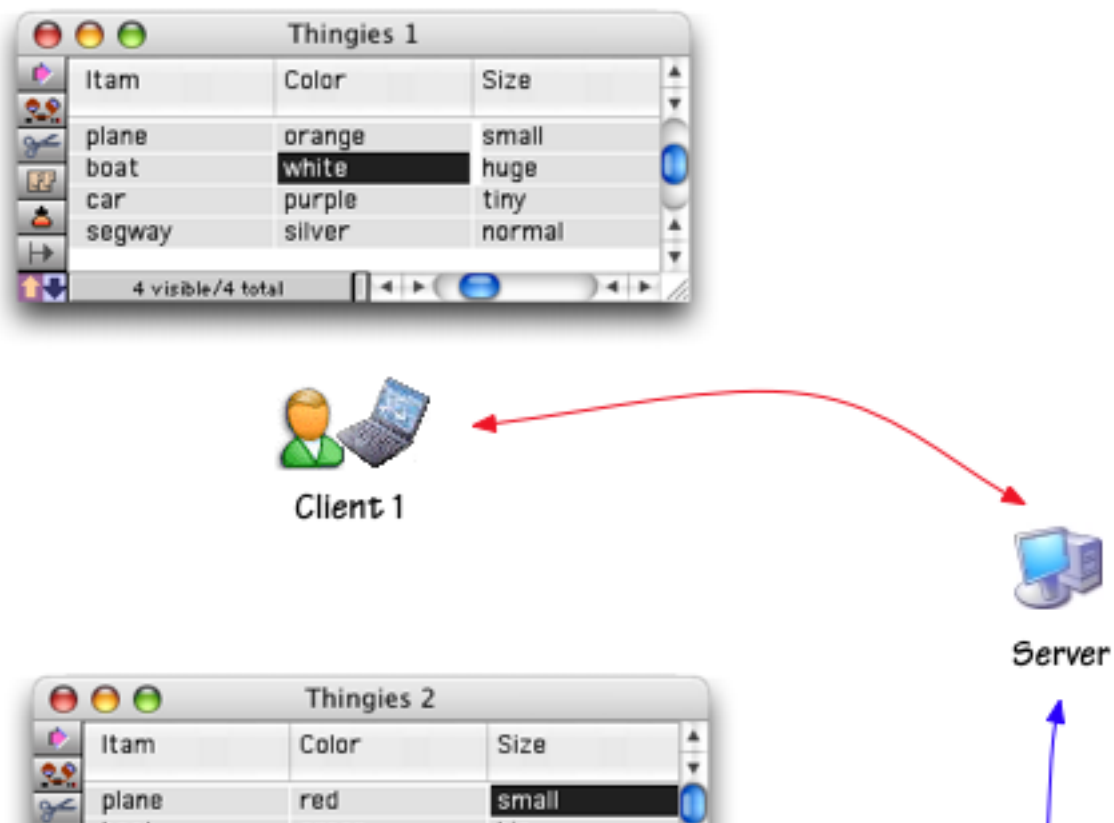 Thingies 1
Itam Color Size
plane orange small
boat white huge
car purple tiny
segway silver normal
4 visible/4 total
Client 1
Server
Thingies 2
Itam Color Size
plane red small